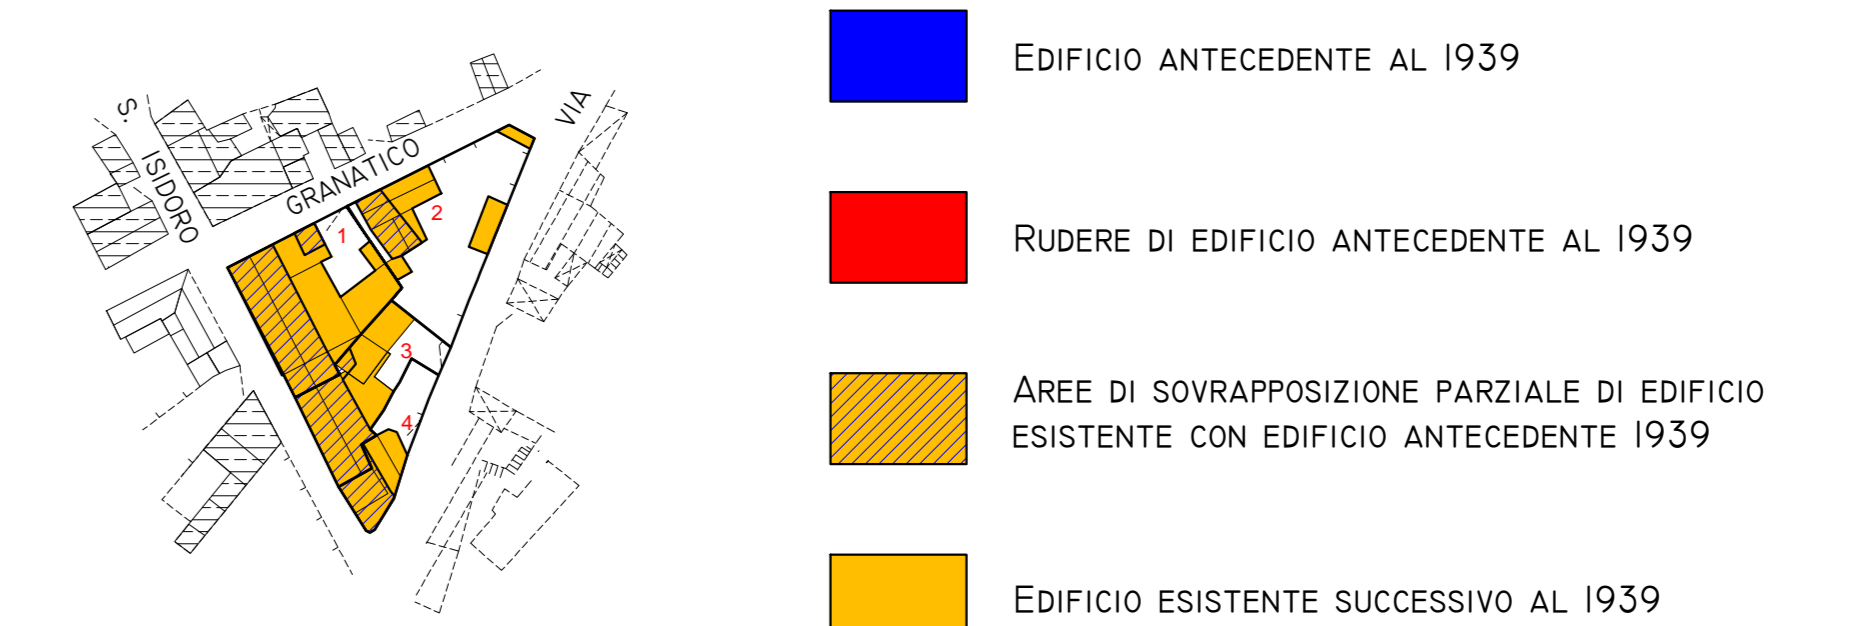 S. ISIDORO
GRANATICO
VIA
1
2
3
4
EDIFICIO ANTECEDENTE AL 1939
RUDERE DI EDIFICIO ANTECEDENTE AL 1939
AREE DI SOVRAPPOSIZIONE PARZIALE DI EDIFICIO
ESISTENTE CON EDIFICIO ANTECEDENTE 1939
EDIFICIO ESISTENTE SUCCESSIVO AL 1939